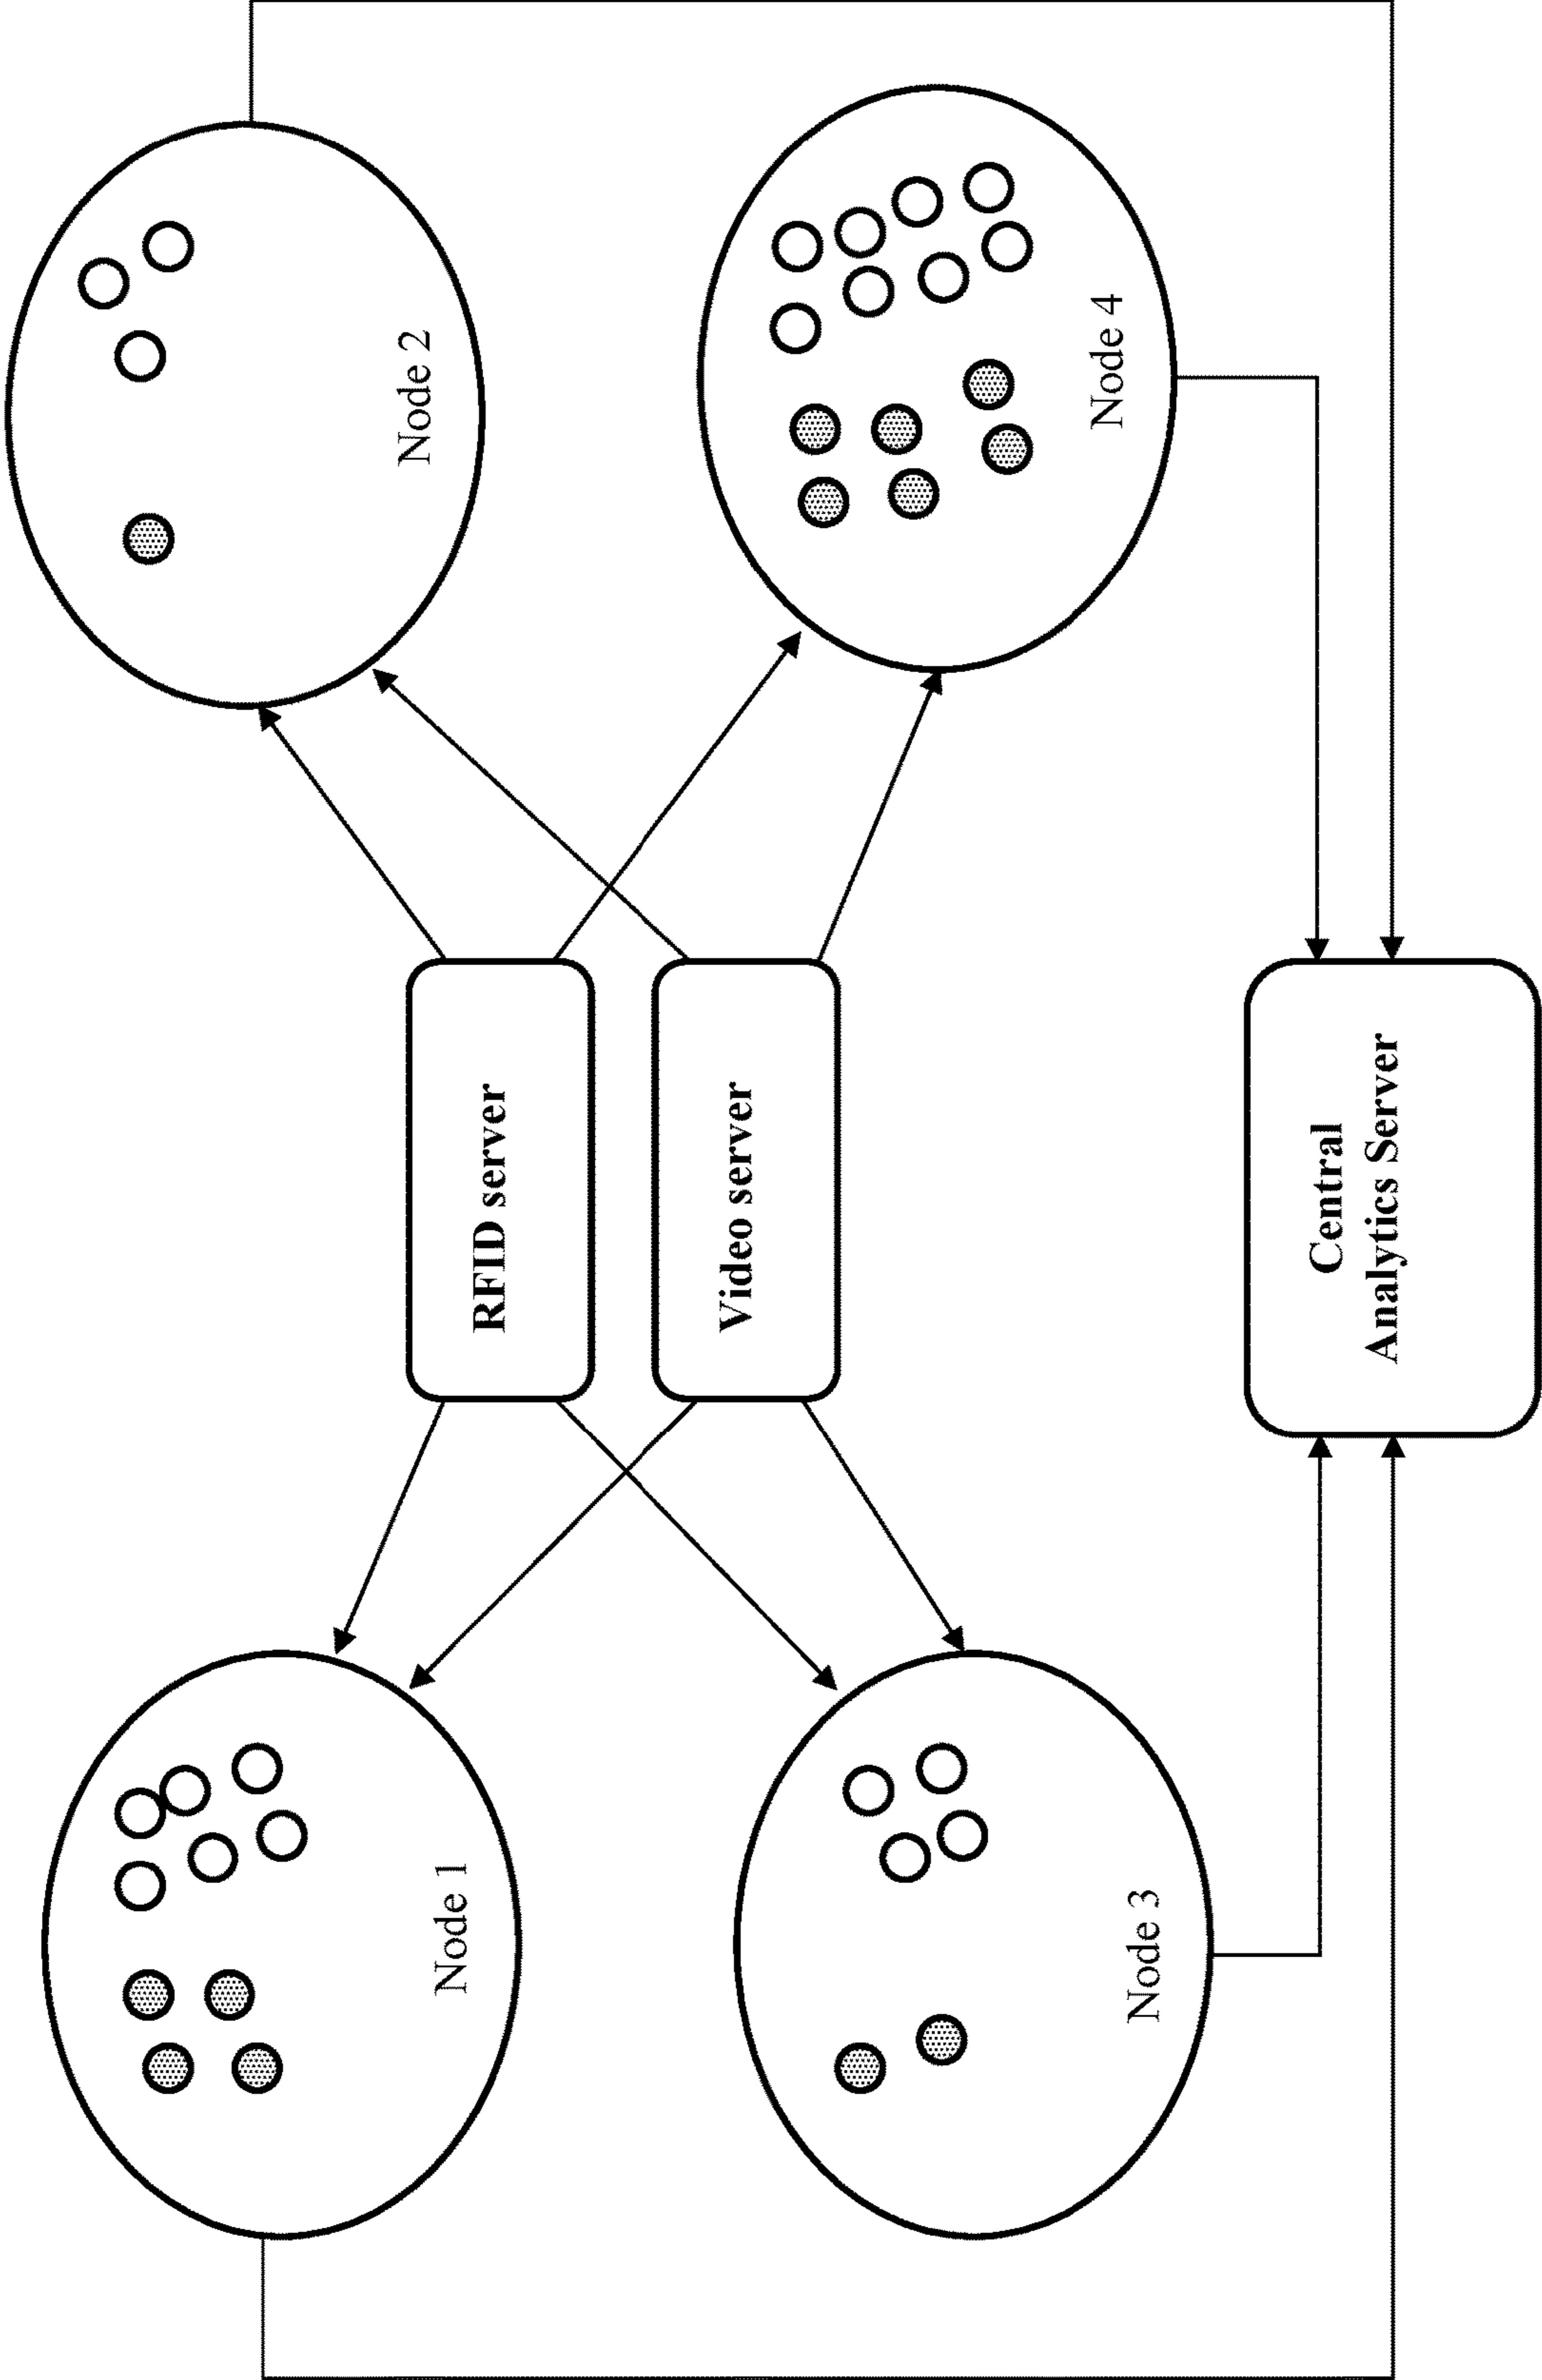 Node 1
Node 2
RFID server
Video server
Node 3
Node 4
Central
Analytics Server